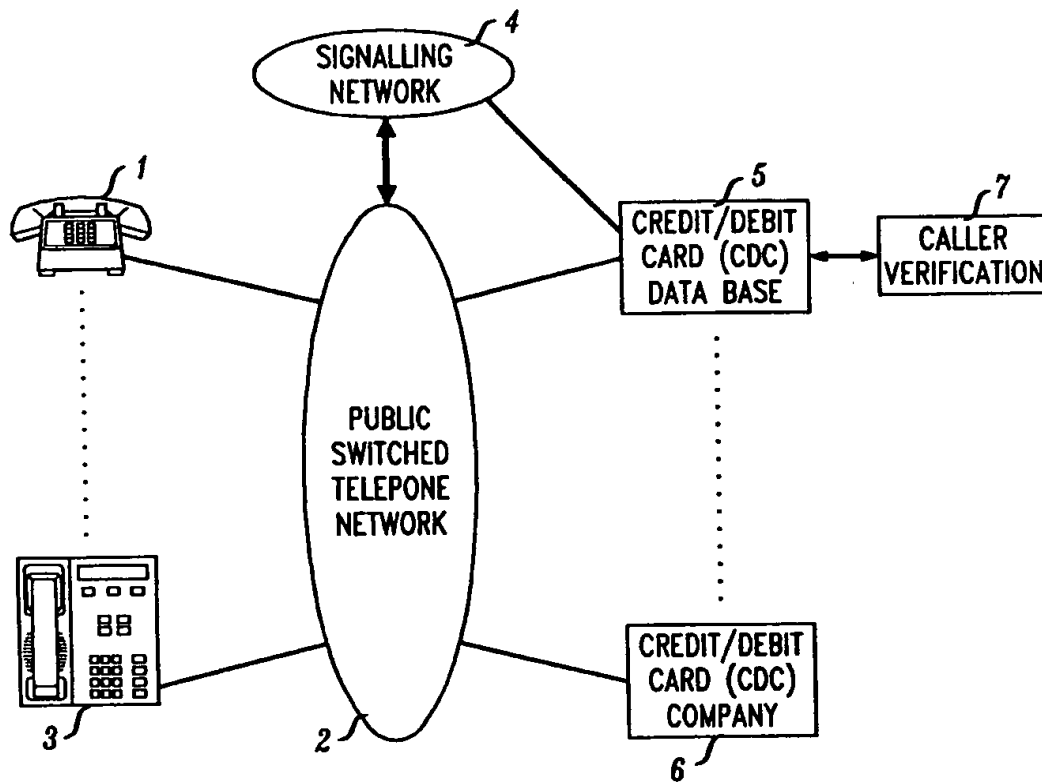 4
SIGNALLING
NETWORK
1
5
CREDIT/DEBIT
CARD (CDC)
DATA BASE
7
CALLER
VERIFICATION
PUBLIC
SWITCHED
TELEPONE
NETWORK
3
2
CREDIT/DEBIT
CARD (CDC)
COMPANY
6